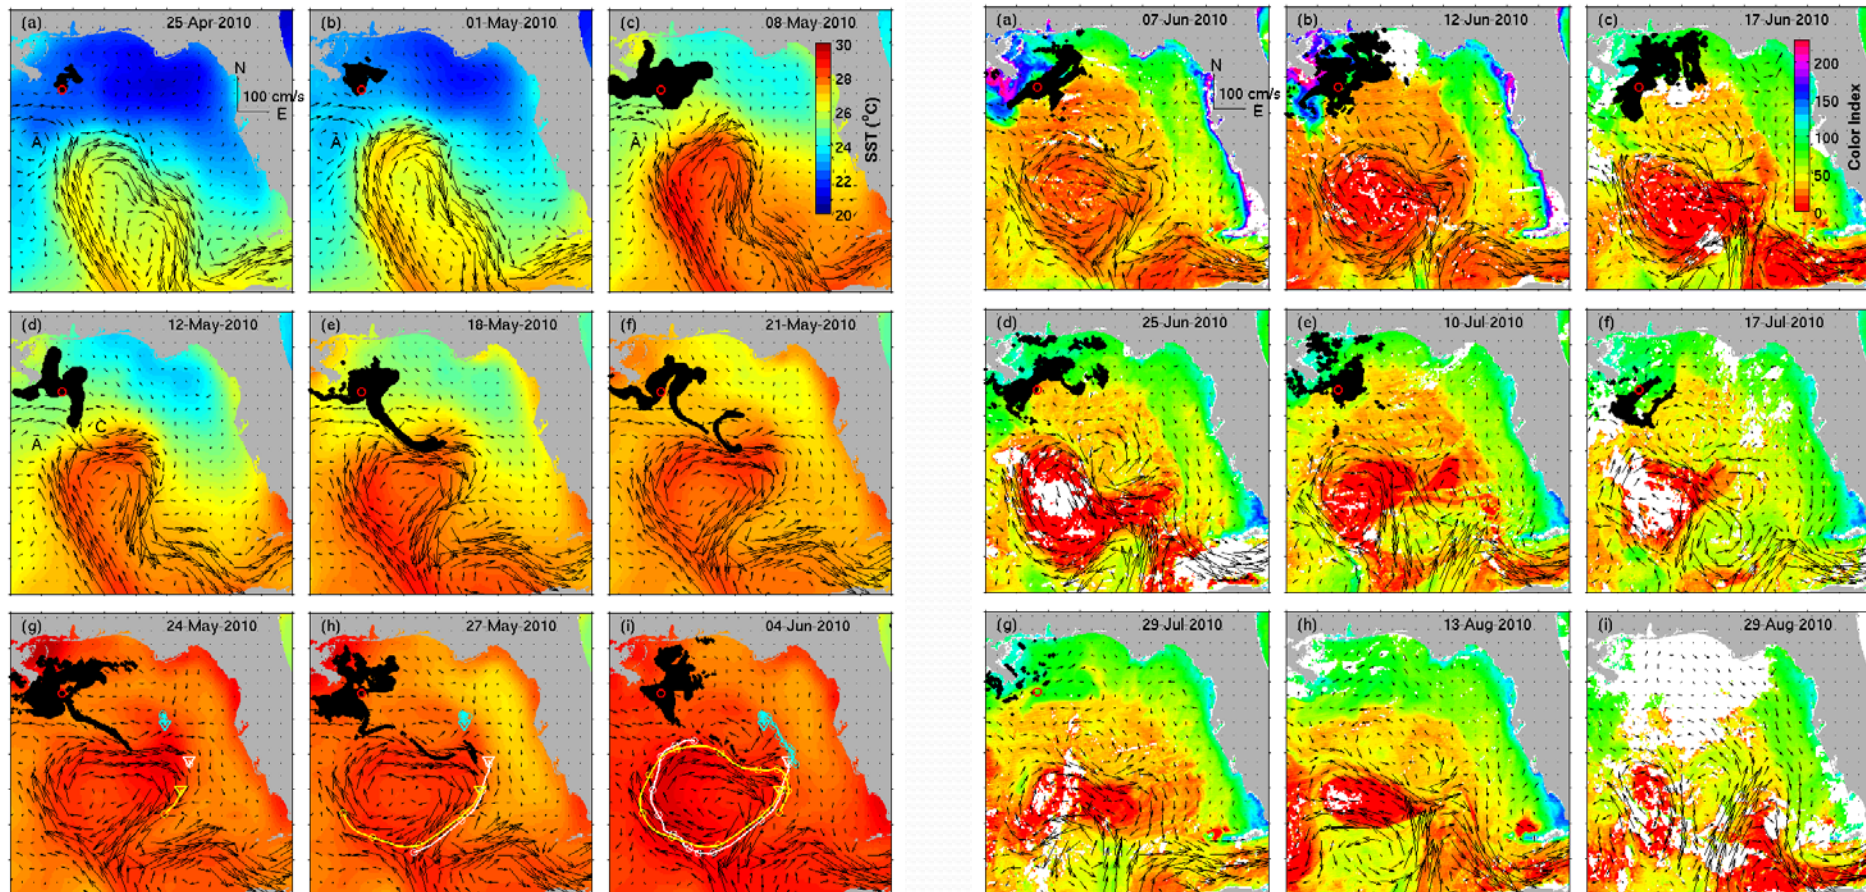 (a) 25-Apr-2010
(b) 01-May-2010
(c) 08-May-2010
(a) 07-Jun-2010
(b) 12-Jun-2010
(c) 17-Jun-2010
N
100 cm/s
E
A
A
A
30
28
26
24
22
20
SST (°C)
N
100 cm/s
E
200
150
100
50
0
Color Index
(d) 12-May-2010
(e) 18-May-2010
(f) 21-May-2010
(d) 25-Jun-2010
(e) 10-Jul-2010
(f) 17-Jul-2010
C
A
(g) 24-May-2010
(h) 27-May-2010
(i) 04-Jun-2010
(g) 29-Jul-2010
(h) 13-Aug-2010
(i) 29-Aug-2010